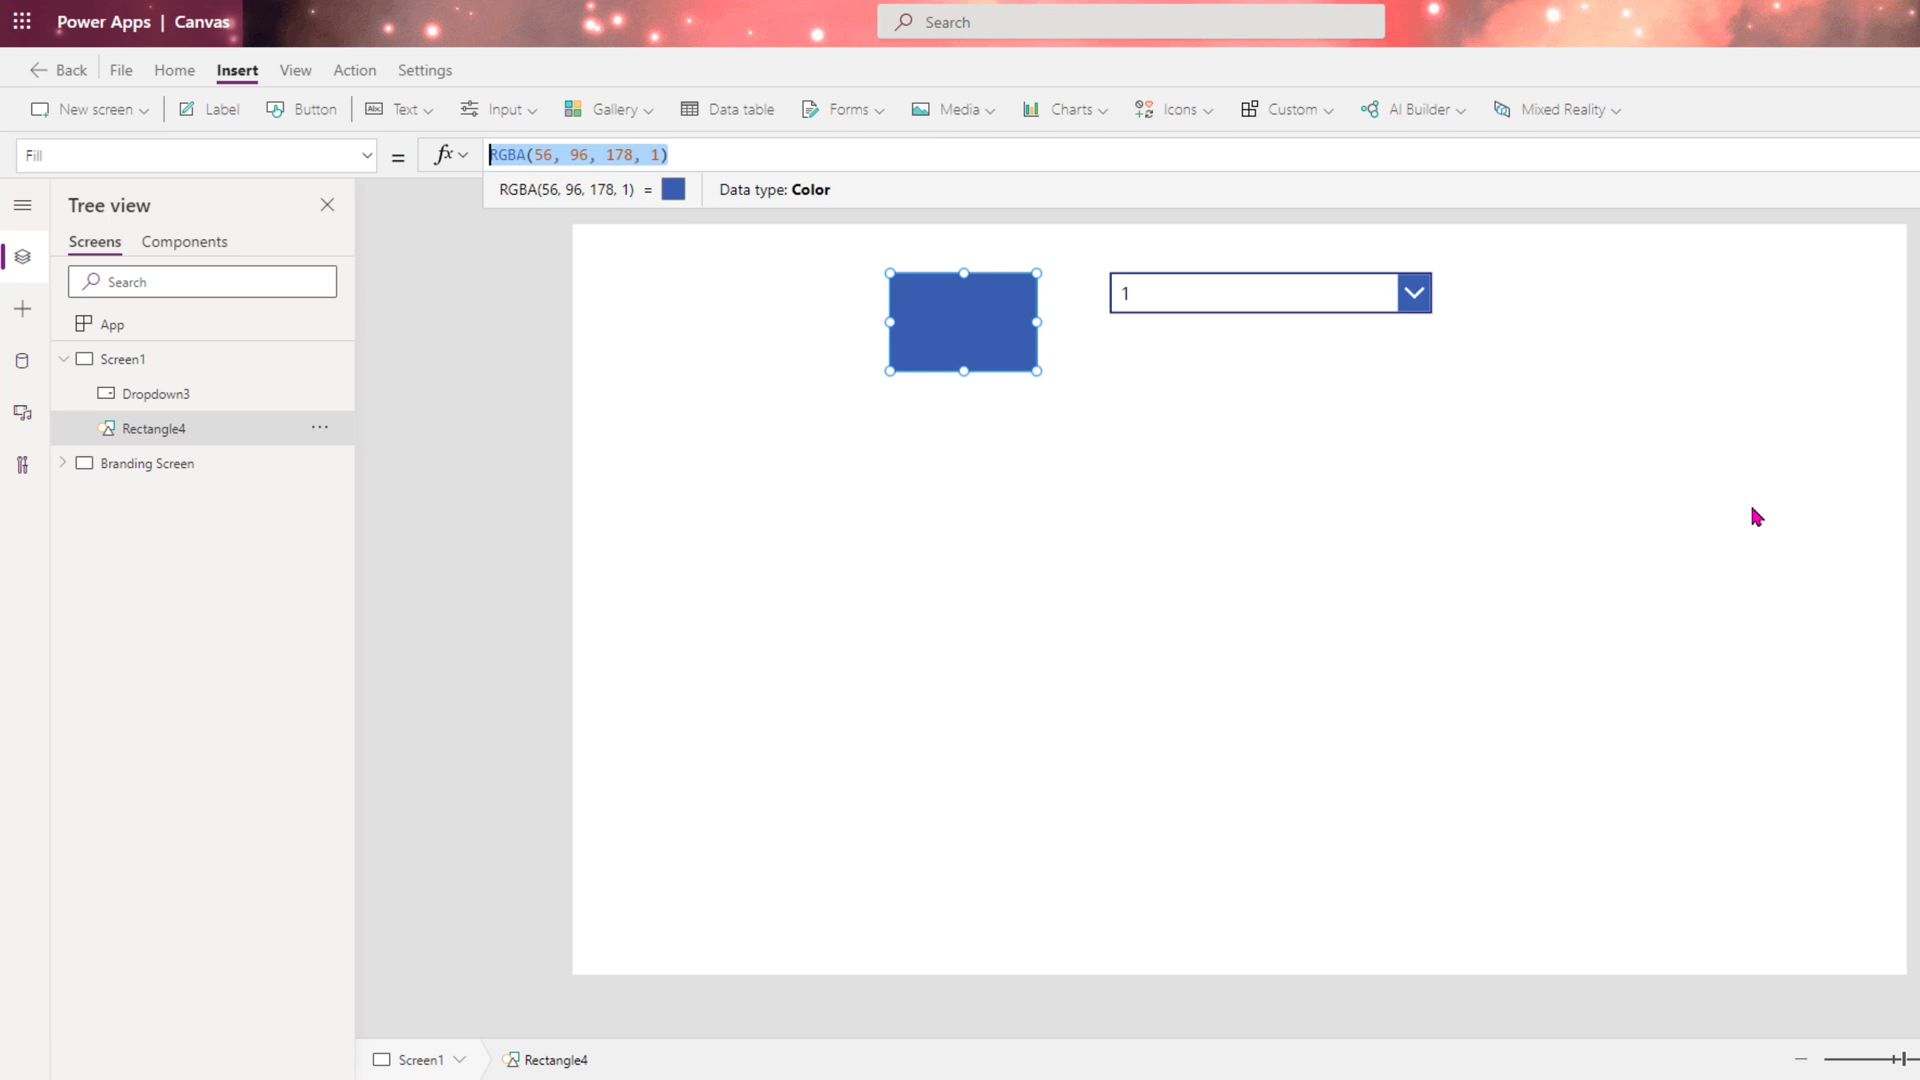 Power Apps | Canvas
Search
Back File Home Insert View Action Settings
New screen Label Button Text Input Gallery Data table Forms Media Charts Icons Custom AI Builder Mixed Reality
Fill = fx RGBA(56, 96, 178, 1)
RGBA(56, 96, 178, 1) = Data type: Color
Tree view
Screens Components
Search
App
Screen1
Dropdown3
Rectangle4 ...
Branding Screen
1
Screen1 Rectangle4